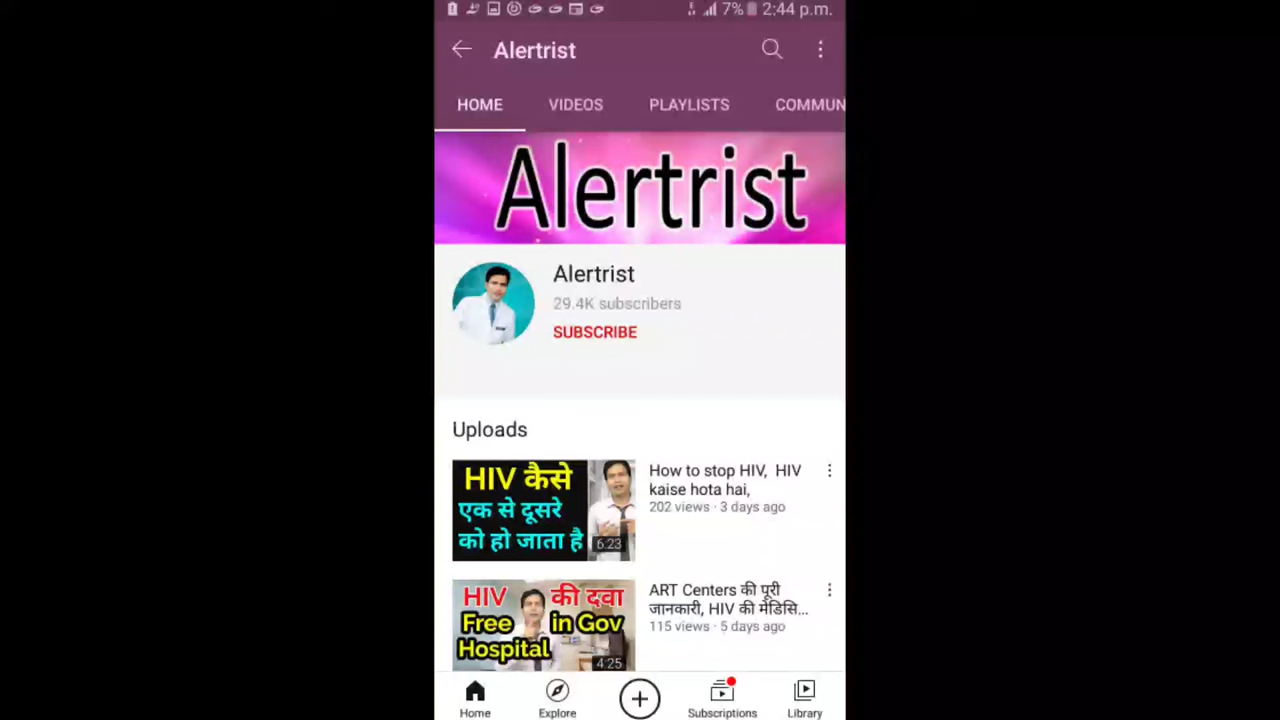 7% 2:44 p.m.
Alertrist
HOME VIDEOS PLAYLISTS COMMUN
Alertrist
Alertrist
29.4K subscribers
SUBSCRIBE
Uploads
HIV कैसे
एक से दूसरे
को हो जाता है
6:23
How to stop HIV, HIV
kaise hota hai,
202 views · 3 days ago
HIV की दवा
Free in Gov
Hospital
4:25
ART Centers की पूरी
जानकारी, HIV की मेडिसि...
115 views · 5 days ago
Home Explore Subscriptions Library